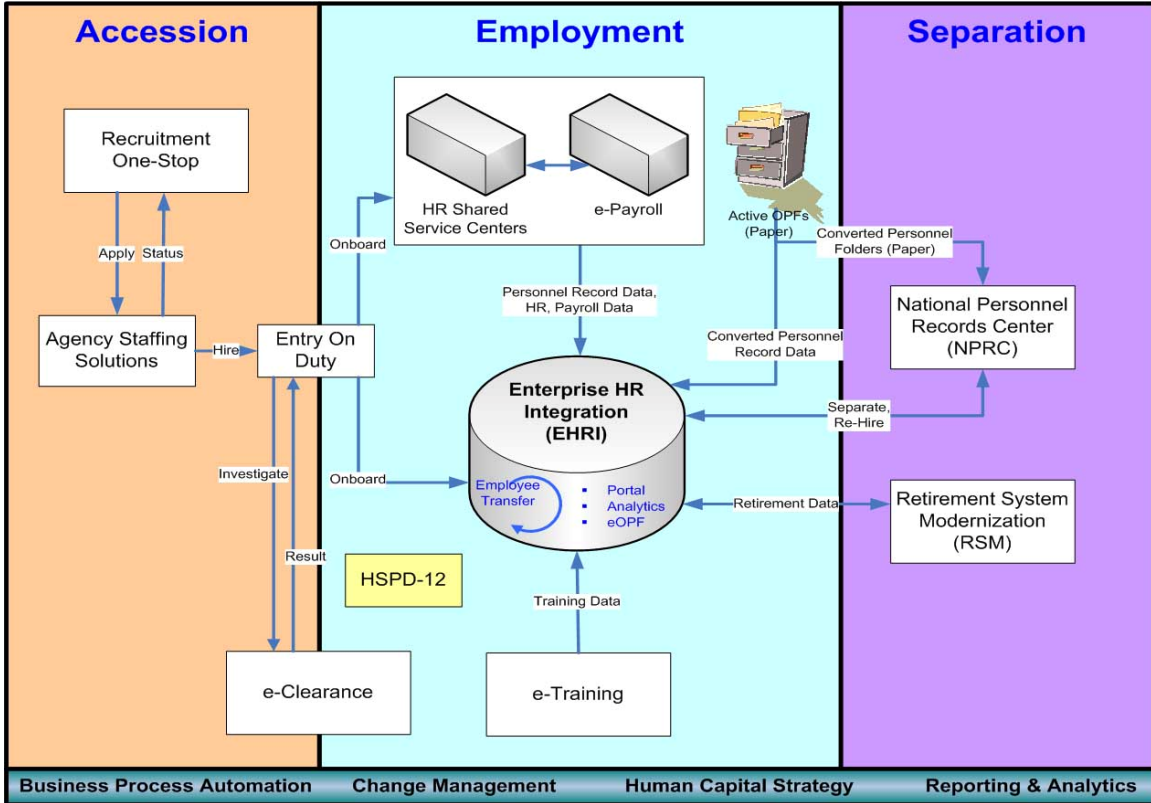 Accession
Employment
Separation
Recruitment
One-Stop
Apply
Status
Agency Staffing
Solutions
Hire
Entry On
Duty
Investigate
Result
e-Clearance
Onboard
Onboard
HR Shared
Service Centers
e-Payroll
Personnel Record Data,
HR, Payroll Data
Active OPFs
(Paper)
Converted Personnel
Folders (Paper)
Converted Personnel
Record Data
Enterprise HR
Integration
(EHRI)
Employee
Transfer
▪ Portal
▪ Analytics
▪ eOPF
HSPD-12
Training Data
e-Training
National Personnel
Records Center
(NPRC)
Separate,
Re-Hire
Retirement Data
Retirement System
Modernization
(RSM)
Business Process Automation
Change Management
Human Capital Strategy
Reporting & Analytics